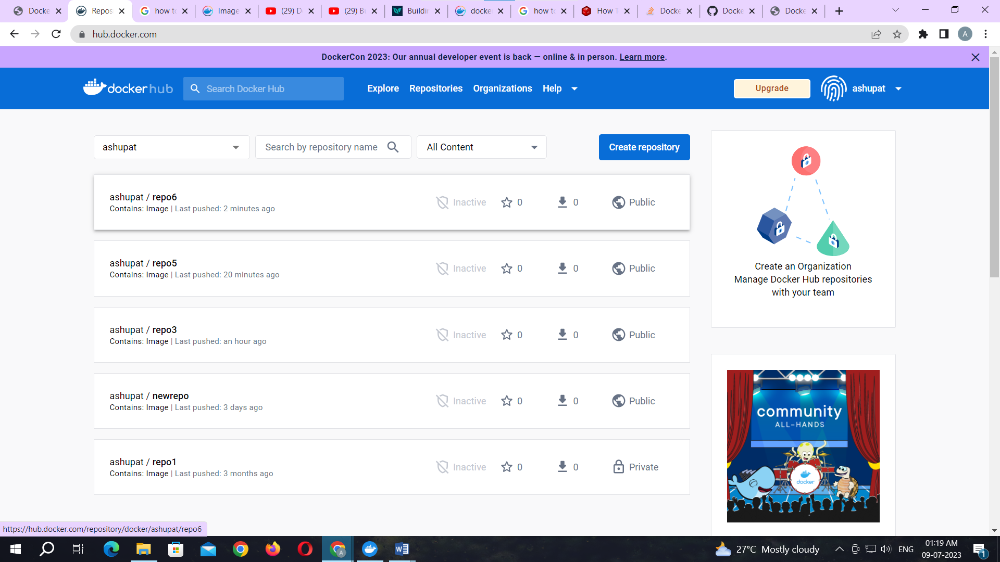 Docke
Repos
how to
Image
(29) D
(29) Bu
Buildin
docker
how to
How T
Docke
Docke
Docke
hub.docker.com
A
DockerCon 2023: Our annual developer event is back — online & in person. Learn more.
docker hub
Search Docker Hub
Explore
Repositories
Organizations
Help
Upgrade
ashupat
ashupat
Search by repository name
All Content
Create repository
ashupat / repo6
Contains: Image | Last pushed: 2 minutes ago
Inactive
0
0
Public
ashupat / repo5
Contains: Image | Last pushed: 20 minutes ago
Inactive
0
0
Public
ashupat / repo3
Contains: Image | Last pushed: an hour ago
Inactive
0
0
Public
ashupat / newrepo
Contains: Image | Last pushed: 3 days ago
Inactive
0
0
Public
ashupat / repo1
Contains: Image | Last pushed: 3 months ago
Inactive
0
0
Private
Create an Organization
Manage Docker Hub repositories
with your team
community
ALL-HANDS
docker
https://hub.docker.com/repository/docker/ashupat/repo6
A
27°C Mostly cloudy
ENG
01:19 AM
09-07-2023
1